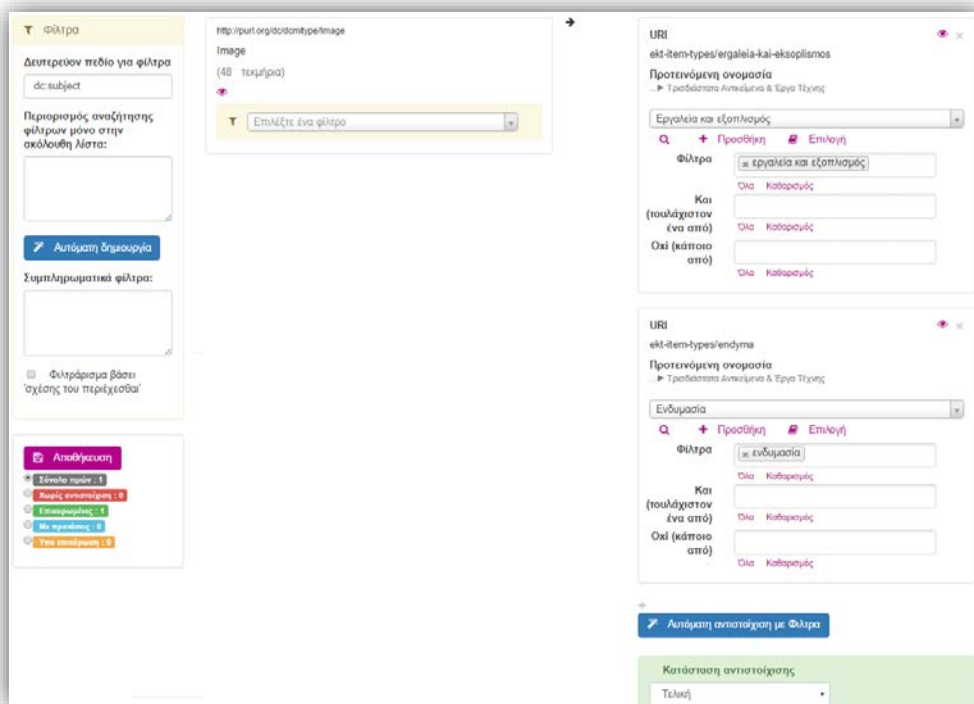 Φίλτρα
Δευτερεύον πεδίο για φίλτρα
dc:subject
Περιορισμός αναζήτησης
φίλτρων μόνο στην
ακόλουθη λίστα:
Αυτόματη δημιουργία
Συμπληρωματικά φίλτρα:
Φιλτράρισμα βάσει
'σχέσης του περιέχεσθαι'
Αποθήκευση
Σύνολο τιμών : 1
Χωρίς αντιστοίχιση : 0
Επικυρωμένες : 1
Με προτάσεις : 0
Υπο επικύρωση : 0
http://purl.org/dc/dcmitype/Image
Image
(48 τεκμήρια)
Επιλέξτε ένα φίλτρο
URI
ekt-item-types/ergaleia-kai-eksoplismos
Προτεινόμενη ονομασία
...► Τρισδιάστατα Αντικείμενα & Έργα Τέχνης
Εργαλεία και εξοπλισμός
+ Προσθήκη Επιλογή
Φίλτρα
× εργαλεία και εξοπλισμός
Όλα Καθαρισμός
Και
(τουλάχιστον
ένα από)
Όλα Καθαρισμός
Οχί (κάποιο
από)
Όλα Καθαρισμός
URI
ekt-item-types/endyma
Προτεινόμενη ονομασία
...► Τρισδιάστατα Αντικείμενα & Έργα Τέχνης
Ενδυμασία
+ Προσθήκη Επιλογή
Φίλτρα
× ενδυμασία
Όλα Καθαρισμός
Και
(τουλάχιστον
ένα από)
Όλα Καθαρισμός
Οχί (κάποιο
από)
Όλα Καθαρισμός
Αυτόματη αντιστοίχιση με Φίλτρα
Κατάσταση αντιστοίχισης
Τελική